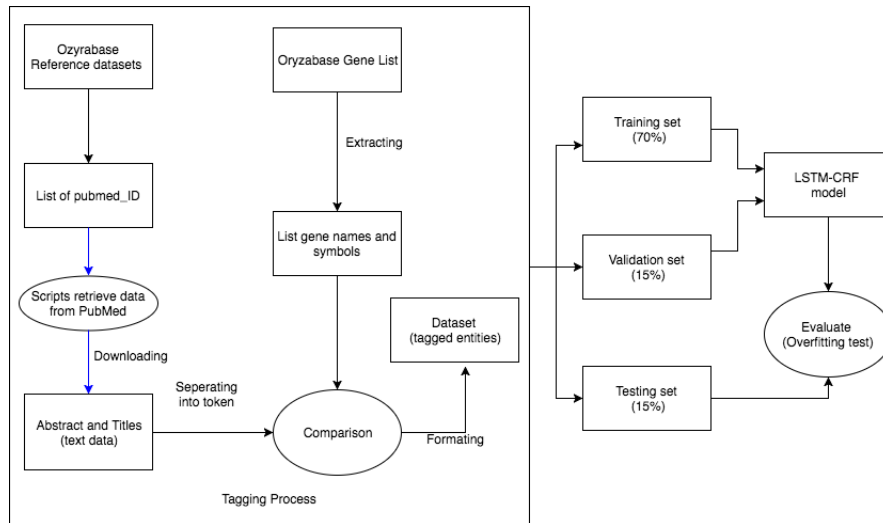 Ozyrabase
Reference datasets
Oryzabase Gene List
Extracting
List of pubmed_ID
List gene names and
symbols
Scripts retrieve data
from PubMed
Downloading
Abstract and Titles
(text data)
Seperating
into token
Comparison
Formating
Dataset
(tagged entities)
Tagging Process
Training set
(70%)
Validation set
(15%)
Testing set
(15%)
LSTM-CRF
model
Evaluate
(Overfitting test)